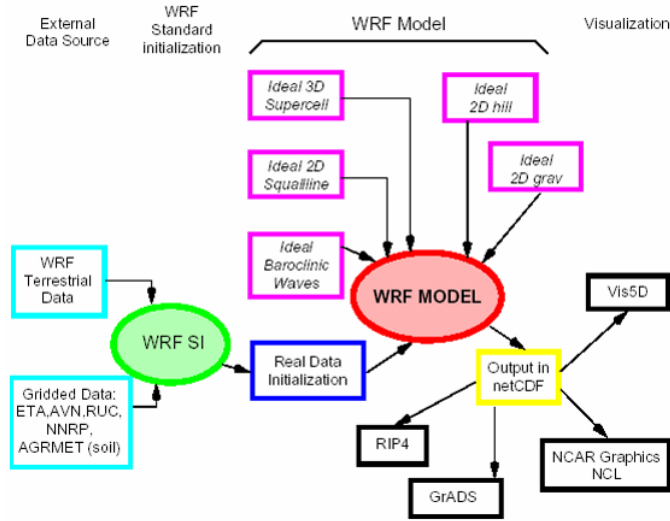 External
Data Source
WRF
Standard
initialization
WRF Model
Visualization
Ideal 3D
Supercell
Ideal
2D hill
Ideal 2D
Squallline
Ideal
2D grav
Ideal
Baroclinic
Waves
WRF
Terrestrial
Data
WRF MODEL
Vis5D
WRF SI
Real Data
Initialization
Output in
netCDF
Gridded Data:
ETA,AVN,RUC,
NNRP,
AGRMET (soil)
RIP4
GrADS
NCAR Graphics
NCL